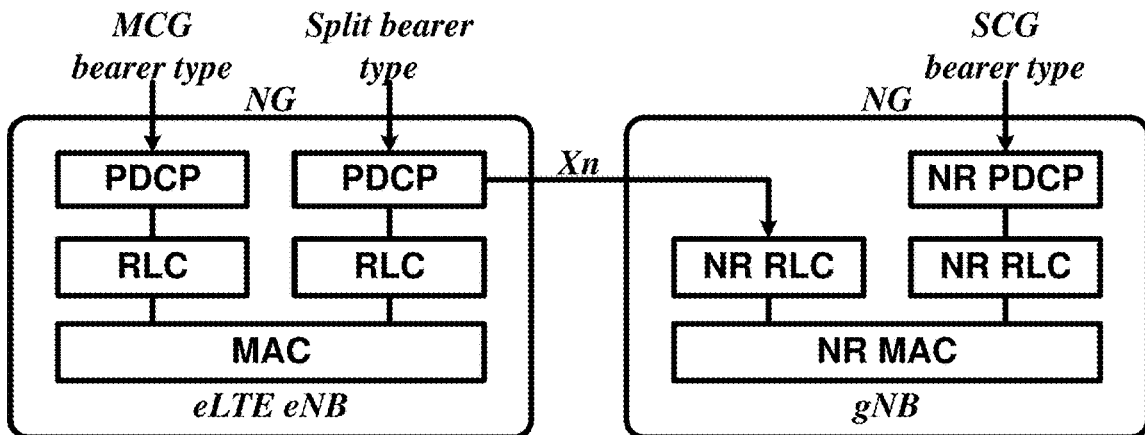 MCG
bearer type
Split bearer
type
SCG
bearer type
NG
NG
PDCP
PDCP
Xn
NR PDCP
RLC
RLC
NR RLC
NR RLC
MAC
NR MAC
eLTE eNB
gNB